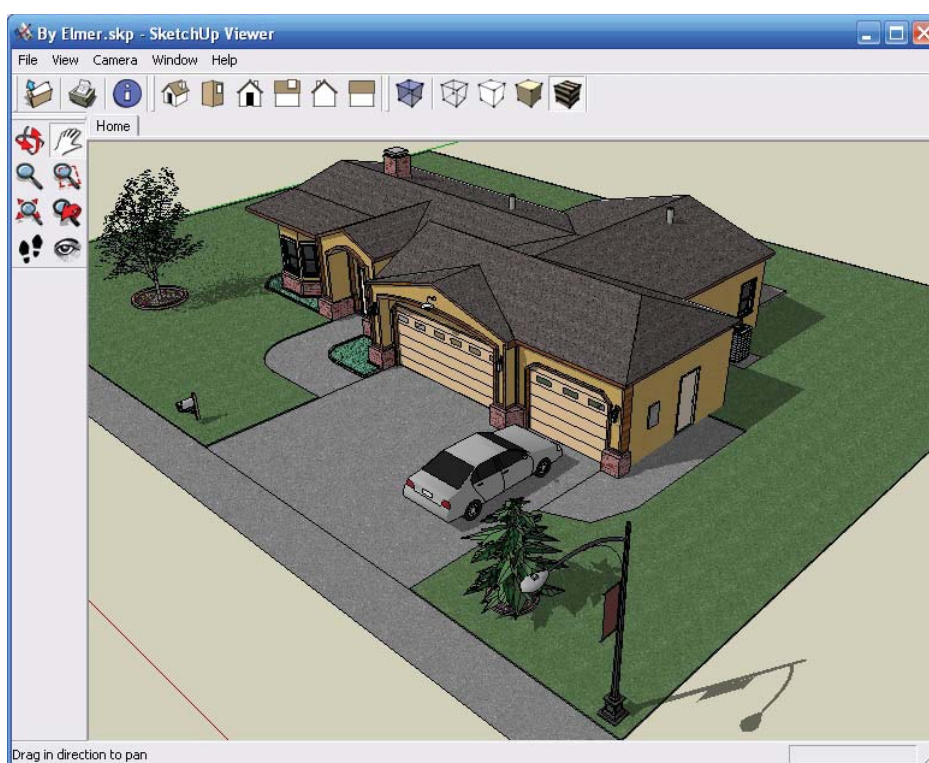 By Elmer.skp - SketchUp Viewer
File View Camera Window Help
Home
Drag in direction to pan